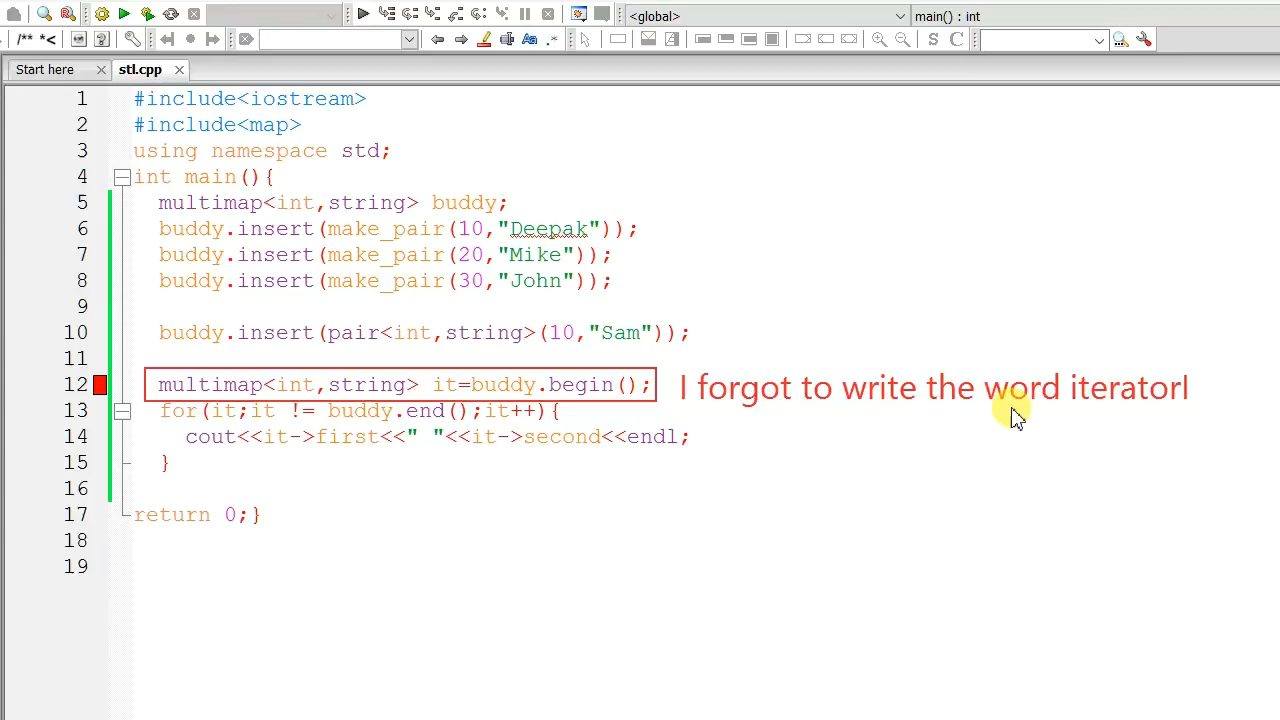 <global>
main() : int
/** *<
Aa
.*
S
C
Start here
stl.cpp
1 #include<iostream>
2 #include<map>
3 using namespace std;
4 int main(){
5 multimap<int,string> buddy;
6 buddy.insert(make_pair(10,"Deepak"));
7 buddy.insert(make_pair(20,"Mike"));
8 buddy.insert(make_pair(30,"John"));
9
10 buddy.insert(pair<int,string>(10,"Sam"));
11
12 multimap<int,string> it=buddy.begin(); I forgot to write the word iterator!
13 for(it;it != buddy.end();it++){
14 cout<<it->first<<" "<<it->second<<endl;
15 }
16
17 return 0;}
18
19